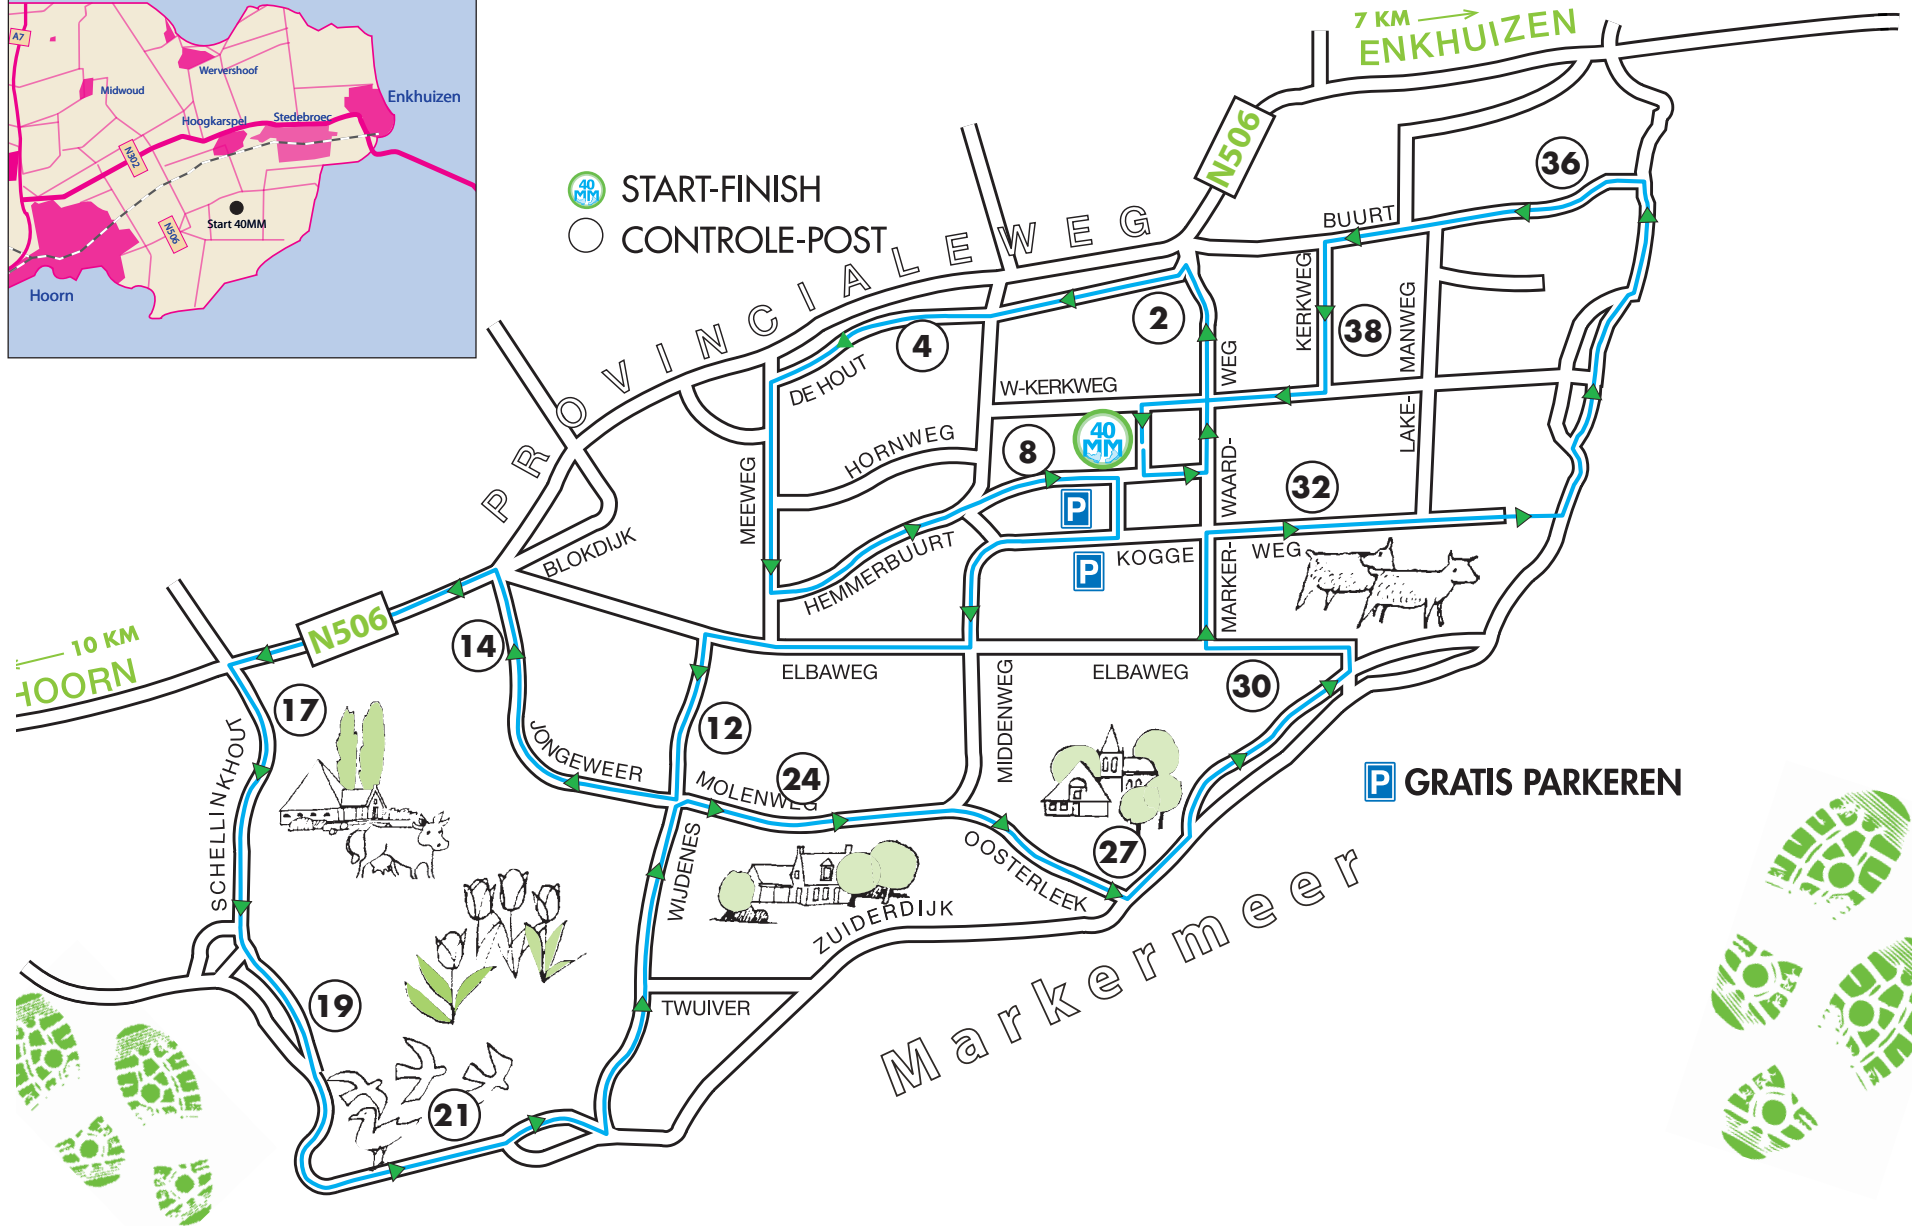 A7
Wervershoof
Midwoud
Enkhuizen
Hoogkarspel
Stedebroec
N302
N506
Start 40MM
Hoorn
40
MM
START-FINISH
CONTROLE-POST
7 KM
ENKHUIZEN
N506
PROVINCIALEWEG
36
BUURT
KERKWEG
38
LAKE-
MANWEG
2
4
DE HOUT
W-KERKWEG
WEG
WAARD-
MARKER-
HORNWEG
8
40
MM
32
MEEWEG
P
P
KOGGE
WEG
BLOKDIJK
HEMMERBUURT
N506
10 KM
HOORN
14
17
ELBAWEG
ELBAWEG
MIDDENWEG
30
12
24
JONGEWEER
MOLENWEG
SCHELLINKHOUT
P GRATIS PARKEREN
27
OOSTERLEEK
WIJDENES
ZUIDERDIJK
Markermeer
19
TWUIVER
21